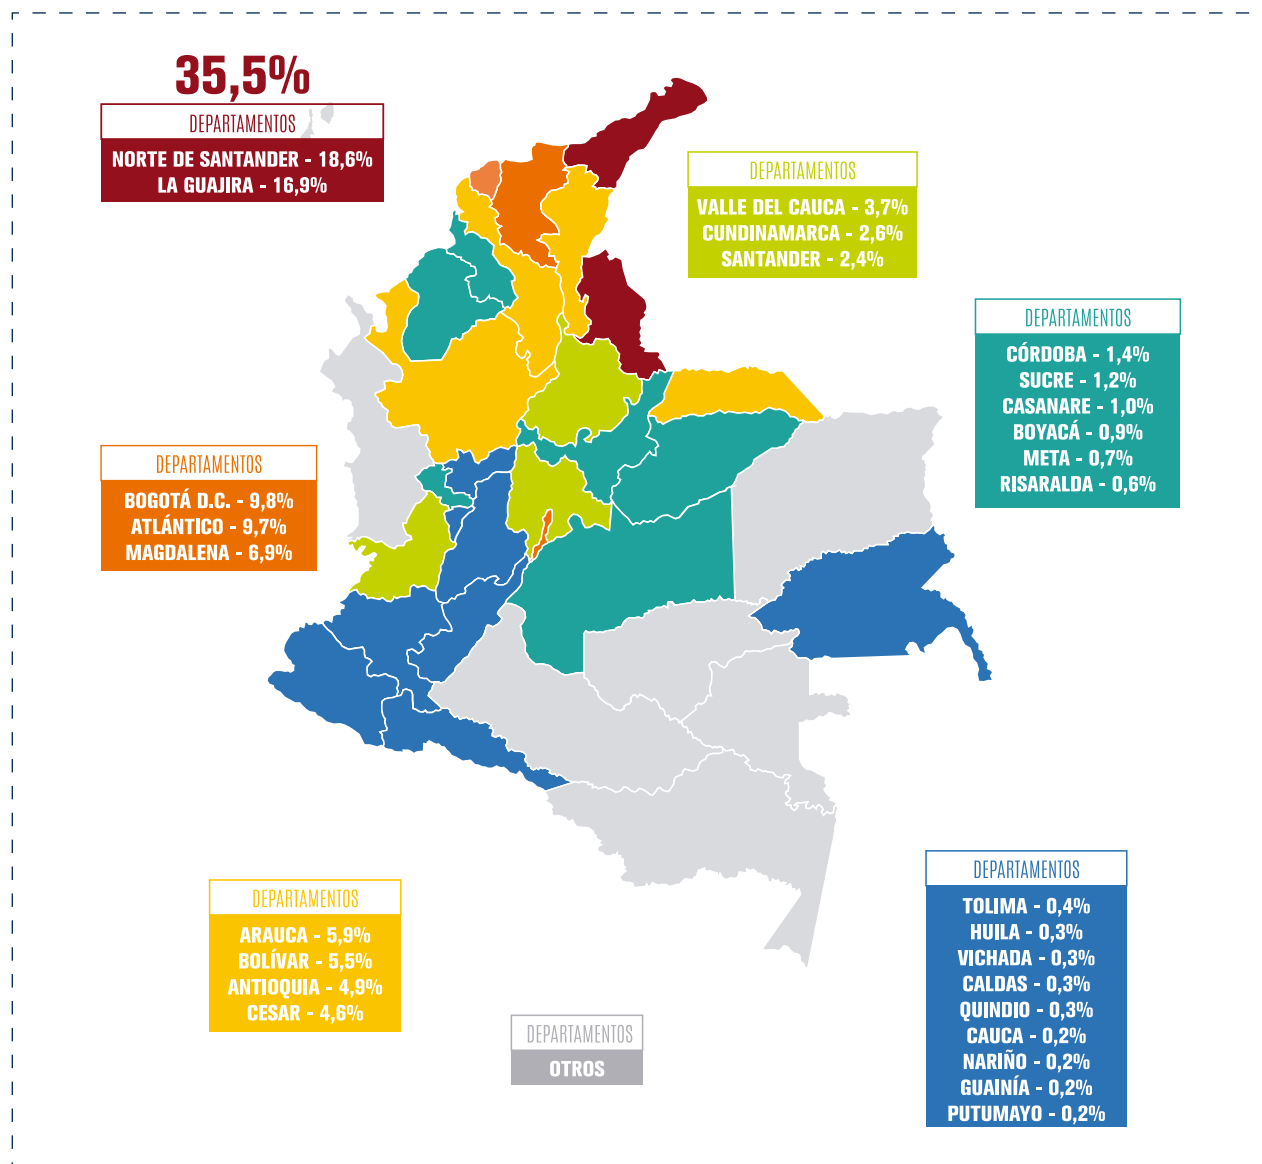 35,5%
DEPARTAMENTOS
NORTE DE SANTANDER - 18,6%
LA GUAJIRA - 16,9%
DEPARTAMENTOS
VALLE DEL CAUCA - 3,7%
CUNDINAMARCA - 2,6%
SANTANDER - 2,4%
DEPARTAMENTOS
CÓRDOBA - 1,4%
SUCRE - 1,2%
CASANARE - 1,0%
BOYACÁ - 0,9%
META - 0,7%
RISARALDA - 0,6%
DEPARTAMENTOS
BOGOTÁ D.C. - 9,8%
ATLÁNTICO - 9,7%
MAGDALENA - 6,9%
DEPARTAMENTOS
ARAUCA - 5,9%
BOLÍVAR - 5,5%
ANTIOQUIA - 4,9%
CESAR - 4,6%
DEPARTAMENTOS
OTROS
DEPARTAMENTOS
TOLIMA - 0,4%
HUILA - 0,3%
VICHADA - 0,3%
CALDAS - 0,3%
QUINDIO - 0,3%
CAUCA - 0,2%
NARIÑO - 0,2%
GUAINÍA - 0,2%
PUTUMAYO - 0,2%